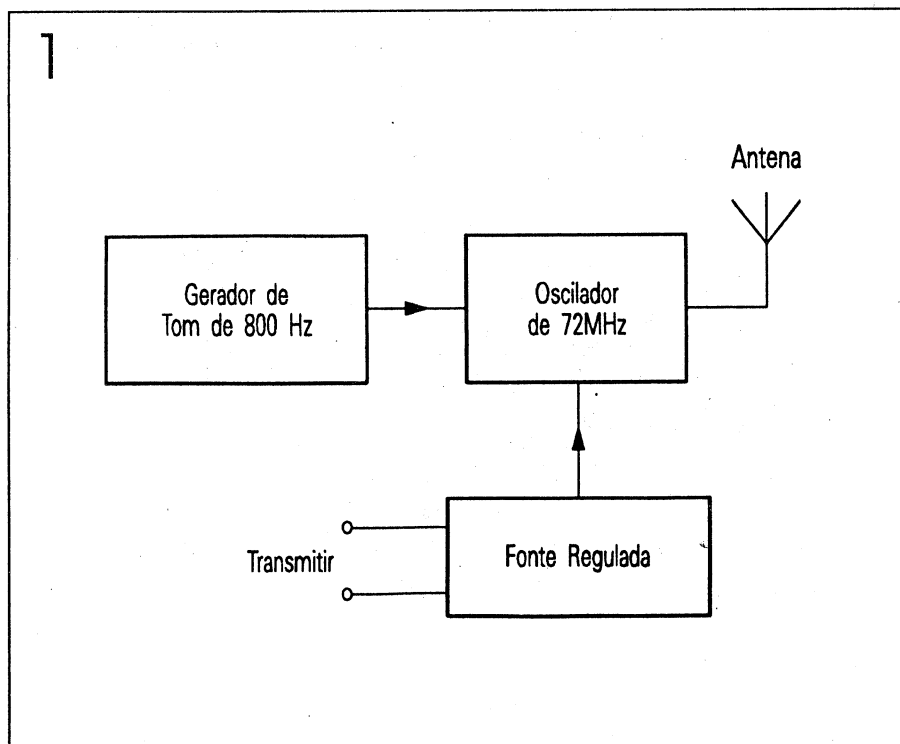 1
Antena
Gerador de
Tom de 800 Hz
Oscilador
de 72MHz
Transmitir
Fonte Regulada